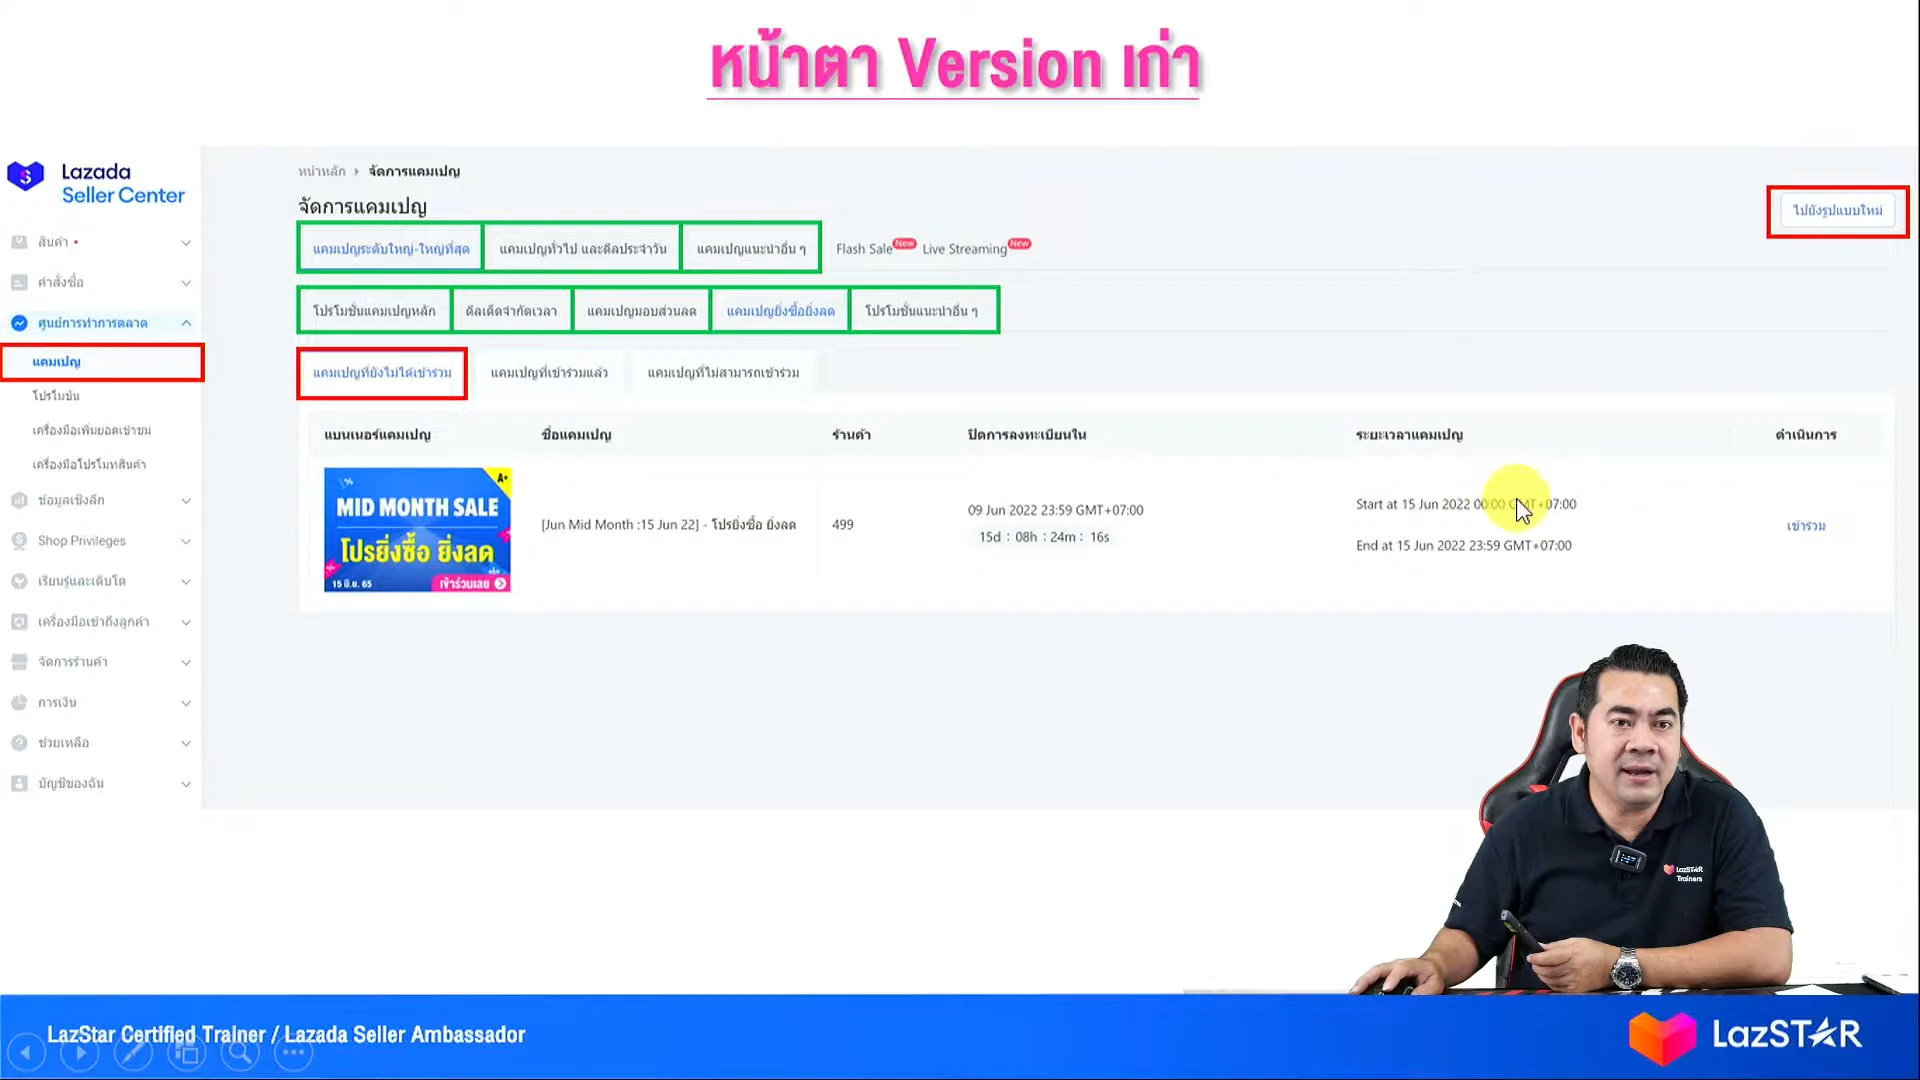 หน้าตา Version เก่า
Lazada
Seller Center
สินค้า
คำสั่งซื้อ
ศูนย์การทำการตลาด
แคมเปญ
โปรโมชั่น
เครื่องมือเพิ่มยอดเข้าชม
เครื่องมือโปรโมทสินค้า
ข้อมูลเชิงลึก
Shop Privileges
เรียนรู้และเติบโต
เครื่องมือเข้าถึงลูกค้า
จัดการร้านค้า
การเงิน
ช่วยเหลือ
บัญชีของฉัน
หน้าหลัก > จัดการแคมเปญ
จัดการแคมเปญ
ไปยังรูปแบบใหม่
แคมเปญระดับใหญ่-ใหญ่ที่สุด แคมเปญทั่วไป และดีลประจำวัน แคมเปญแนะนำอื่น ๆ Flash Sale New Live Streaming New
โปรโมชั่นแคมเปญหลัก ดีลเด็ดจำกัดเวลา แคมเปญมอบส่วนลด แคมเปญยิ่งซื้อยิ่งลด โปรโมชั่นแนะนำอื่น ๆ
แคมเปญที่ยังไม่ได้เข้าร่วม แคมเปญที่เข้าร่วมแล้ว แคมเปญที่ไม่สามารถเข้าร่วม
แบนเนอร์แคมเปญ ชื่อแคมเปญ ร้านค้า ปิดการลงทะเบียนใน ระยะเวลาแคมเปญ ดำเนินการ
A+
MID MONTH SALE
โปรยิ่งซื้อ ยิ่งลด
15 มิ.ย. 65 เข้าร่วมเลย
[Jun Mid Month :15 Jun 22] - โปรยิ่งซื้อ ยิ่งลด
499
09 Jun 2022 23:59 GMT+07:00
15d : 08h : 24m : 16s
Start at 15 Jun 2022 00:00 GMT+07:00
End at 15 Jun 2022 23:59 GMT+07:00
เข้าร่วม
LazSTAR
Trainers
LazStar Certified Trainer / Lazada Seller Ambassador
LazSTAR